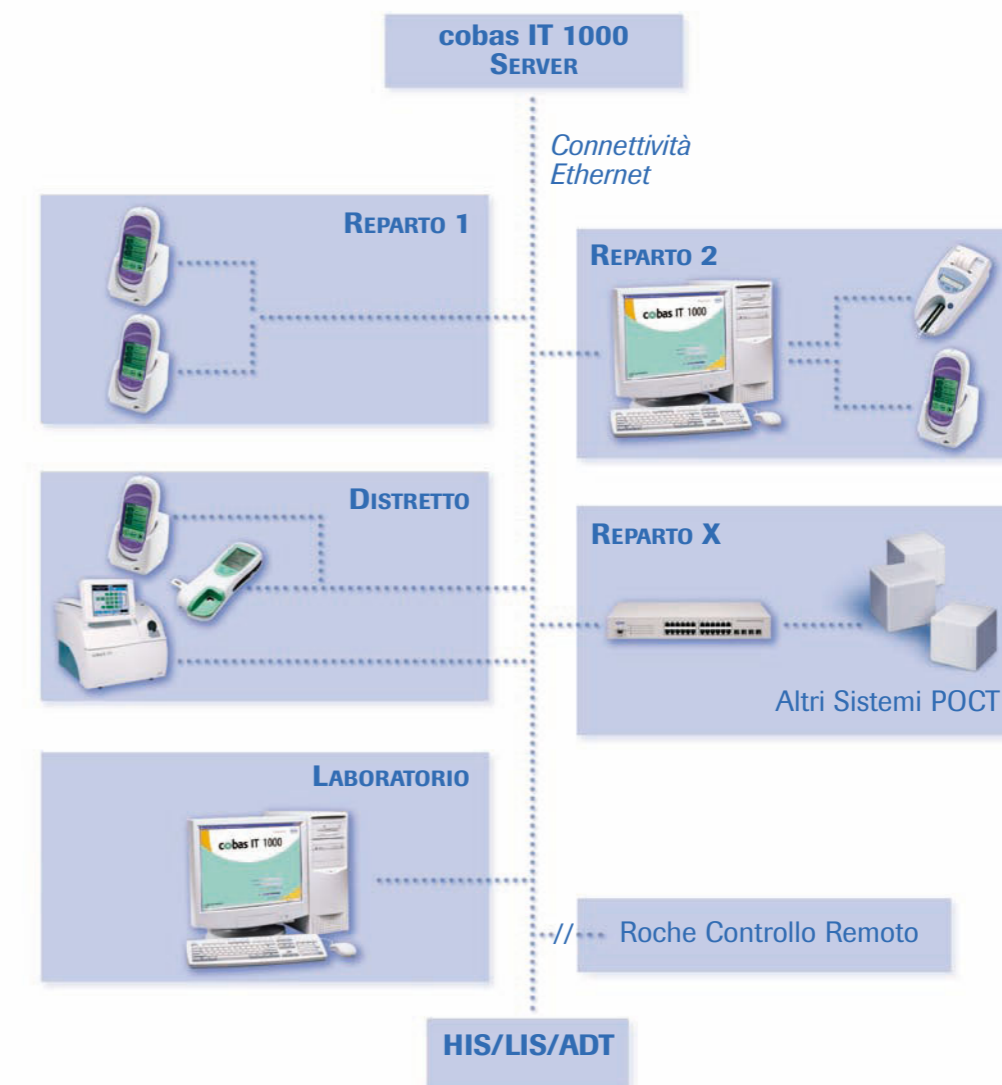 cobas IT 1000
SERVER
Connettività
Ethernet
REPARTO 1
REPARTO 2
cobas IT 1000
DISTRETTO
REPARTO X
Altri Sistemi POCT
LABORATORIO
cobas IT 1000
// Roche Controllo Remoto
HIS/LIS/ADT